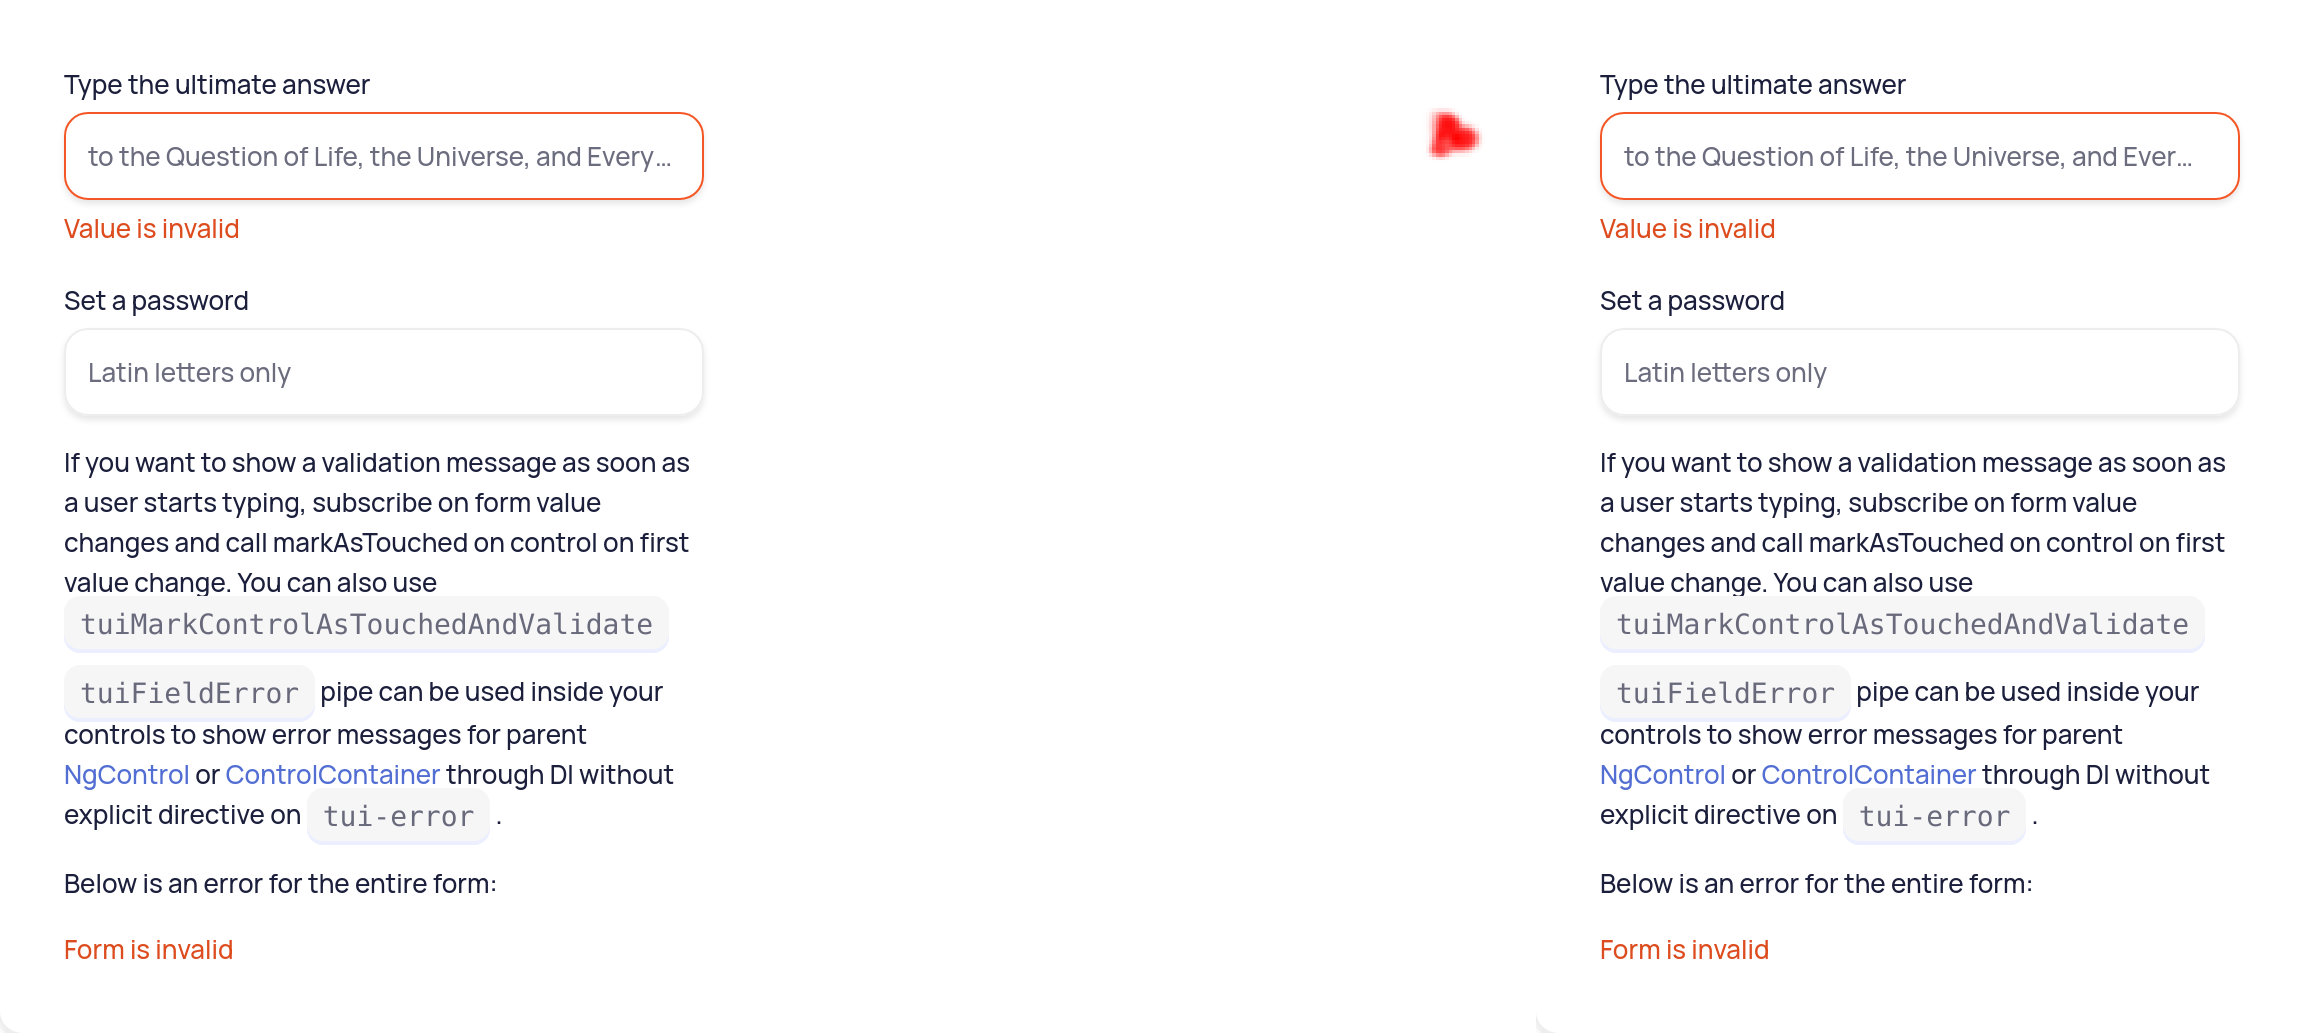 Type the ultimate answer
to the Question of Life, the Universe, and Every…
Value is invalid
Set a password
Latin letters only
If you want to show a validation message as soon as
a user starts typing, subscribe on form value
changes and call markAsTouched on control on first
value change. You can also use
tuiMarkControlAsTouchedAndValidate
tuiFieldError pipe can be used inside your
controls to show error messages for parent
NgControl or ControlContainer through DI without
explicit directive on tui-error .
Below is an error for the entire form:
Form is invalid
Type the ultimate answer
to the Question of Life, the Universe, and Ever…
Value is invalid
Set a password
Latin letters only
If you want to show a validation message as soon as
a user starts typing, subscribe on form value
changes and call markAsTouched on control on first
value change. You can also use
tuiMarkControlAsTouchedAndValidate
tuiFieldError pipe can be used inside your
controls to show error messages for parent
NgControl or ControlContainer through DI without
explicit directive on tui-error .
Below is an error for the entire form:
Form is invalid